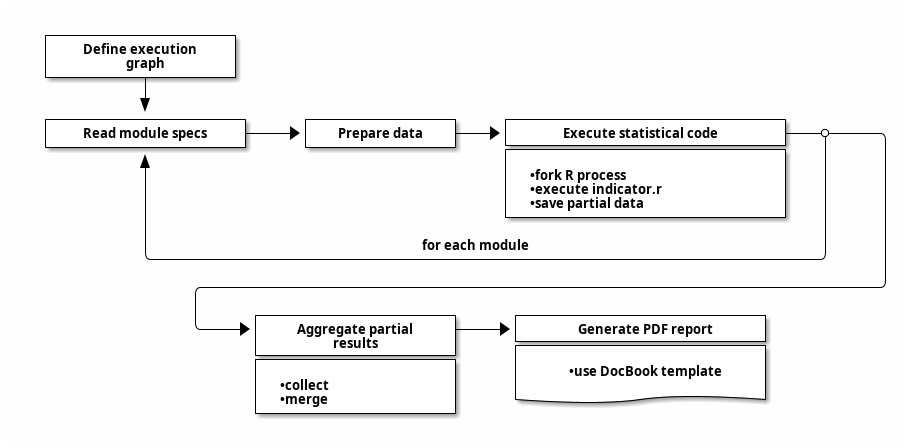 Define execution
graph
Read module specs
Prepare data
Execute statistical code
•fork R process
•execute indicator.r
•save partial data
for each module
Aggregate partial
results
•collect
•merge
Generate PDF report
•use DocBook template